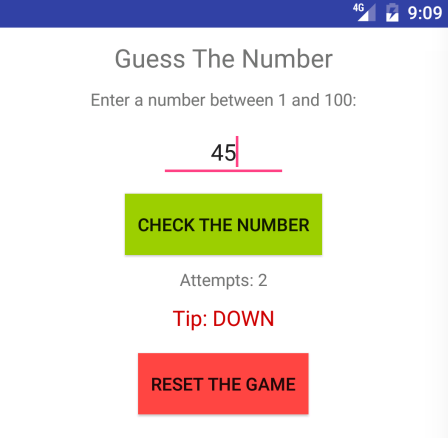 4G 9:09
Guess The Number
Enter a number between 1 and 100:
45
CHECK THE NUMBER
Attempts: 2
Tip: DOWN
RESET THE GAME